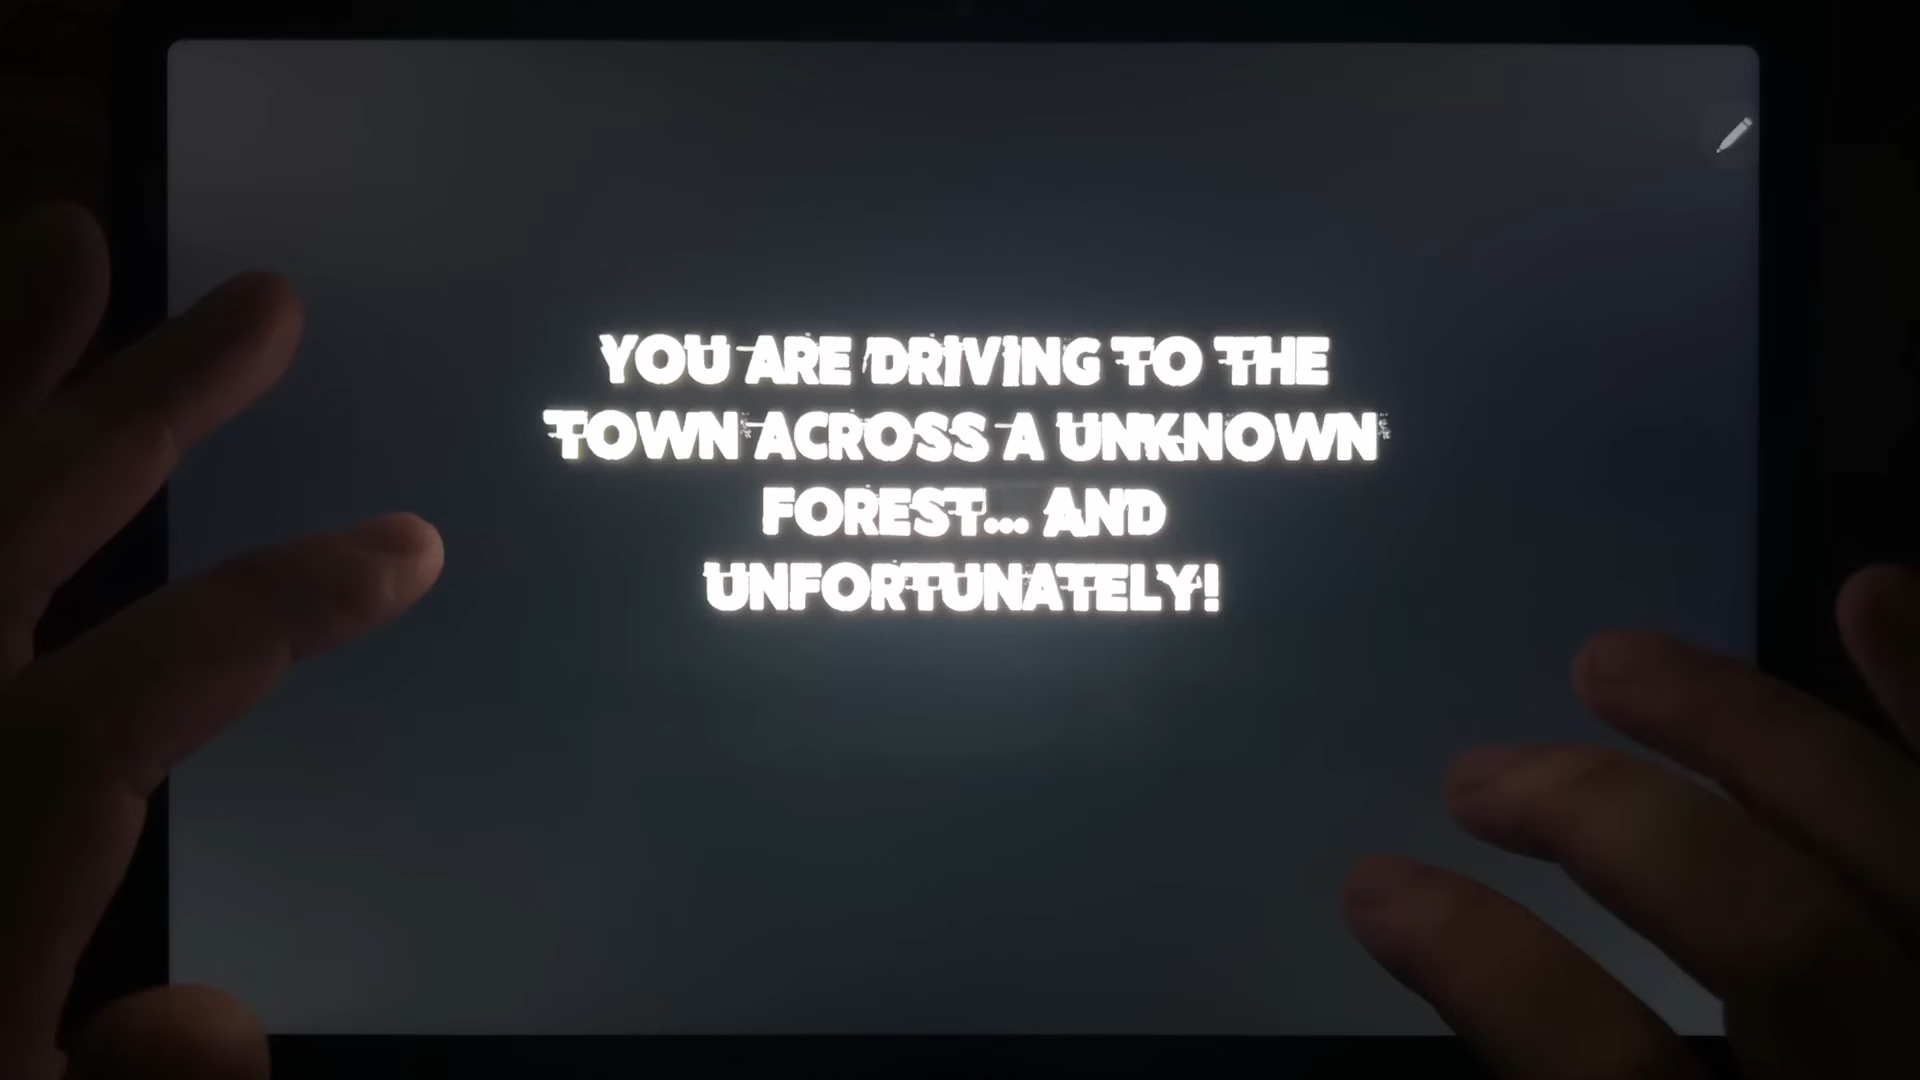 YOU ARE DRIVING TO THE
TOWN ACROSS A UNKNOWN
FOREST... AND
UNFORTUNATELY!